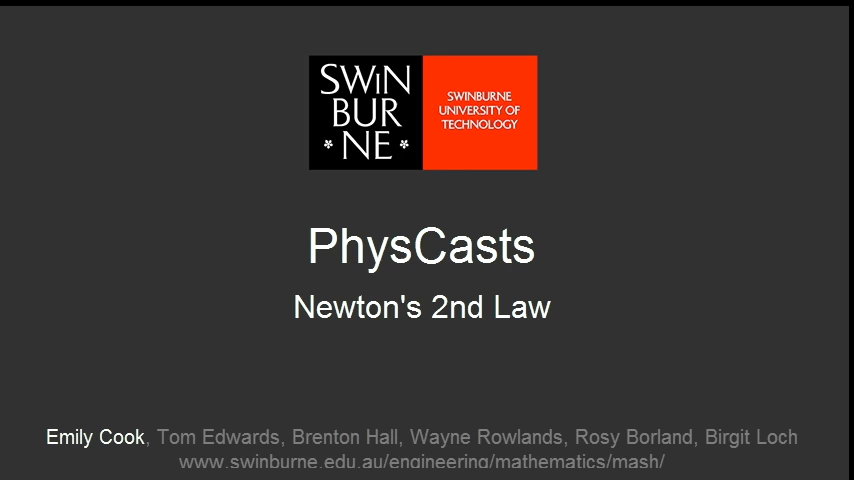 SWIN
BUR
NE
SWINBURNE
UNIVERSITY OF
TECHNOLOGY
PhysCasts
Newton's 2nd Law
Emily Cook, Tom Edwards, Brenton Hall, Wayne Rowlands, Rosy Borland, Birgit Loch
www.swinburne.edu.au/engineering/mathematics/mash/